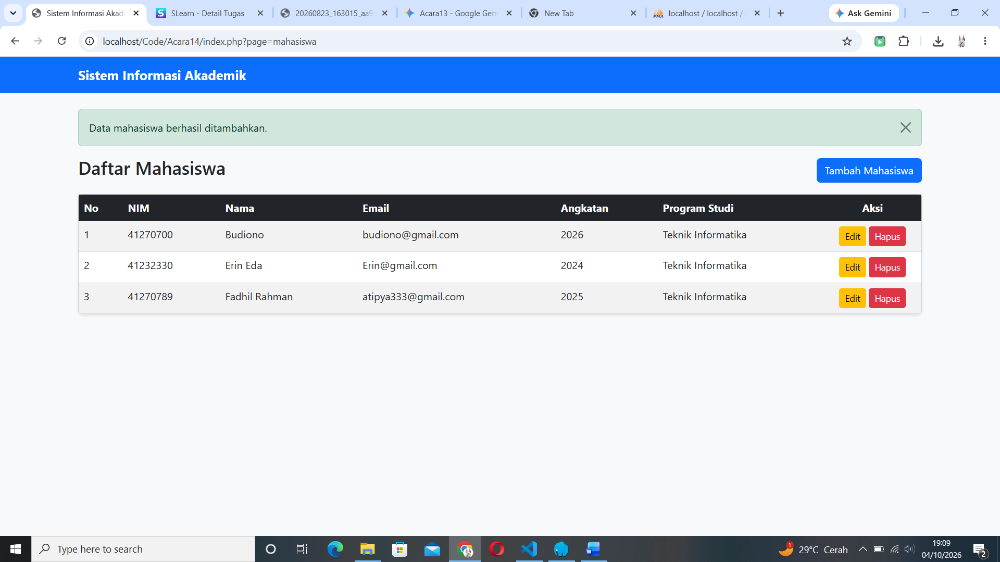 Sistem Informasi Akad
SLearn - Detail Tugas
20260823_163015_aa9
Acara13 - Google Gem
New Tab
localhost / localhost /
Ask Gemini
localhost/Code/Acara14/index.php?page=mahasiswa
Sistem Informasi Akademik
Data mahasiswa berhasil ditambahkan.
Daftar Mahasiswa
Tambah Mahasiswa
No NIM Nama Email Angkatan Program Studi Aksi
1 41270700 Budiono budiono@gmail.com 2026 Teknik Informatika Edit Hapus
2 41232330 Erin Eda Erin@gmail.com 2024 Teknik Informatika Edit Hapus
3 41270789 Fadhil Rahman atipya333@gmail.com 2025 Teknik Informatika Edit Hapus
Type here to search
1
29°C Cerah
19:09
04/10/2026
2